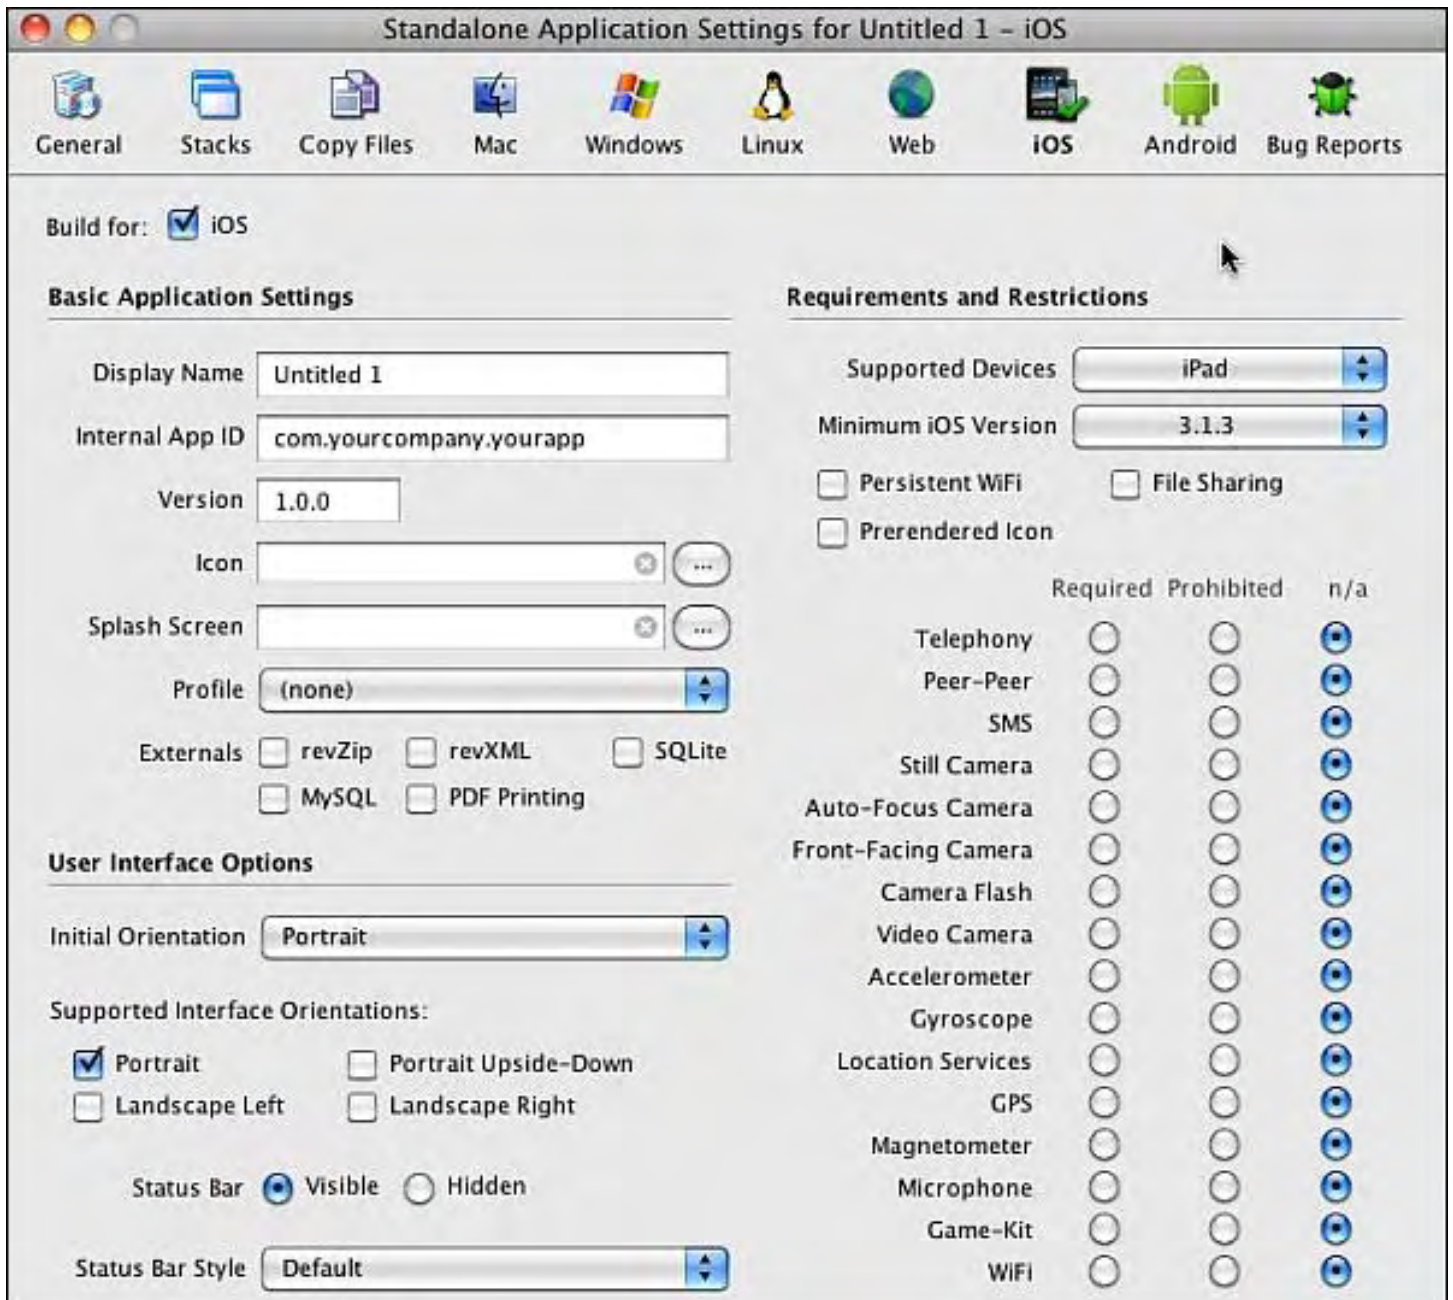 Standalone Application Settings for Untitled 1 – iOS
General Stacks Copy Files Mac Windows Linux Web iOS Android Bug Reports
Build for: iOS
Basic Application Settings
Display Name Untitled 1
Internal App ID com.yourcompany.yourapp
Version 1.0.0
Icon ...
Splash Screen ...
Profile (none)
Externals revZip revXML SQLite
MySQL PDF Printing
User Interface Options
Initial Orientation Portrait
Supported Interface Orientations:
Portrait Portrait Upside-Down
Landscape Left Landscape Right
Status Bar Visible Hidden
Status Bar Style Default
Requirements and Restrictions
Supported Devices iPad
Minimum iOS Version 3.1.3
Persistent WiFi File Sharing
Prerendered Icon
Required Prohibited n/a
Telephony
Peer-Peer
SMS
Still Camera
Auto-Focus Camera
Front-Facing Camera
Camera Flash
Video Camera
Accelerometer
Gyroscope
Location Services
GPS
Magnetometer
Microphone
Game-Kit
WiFi